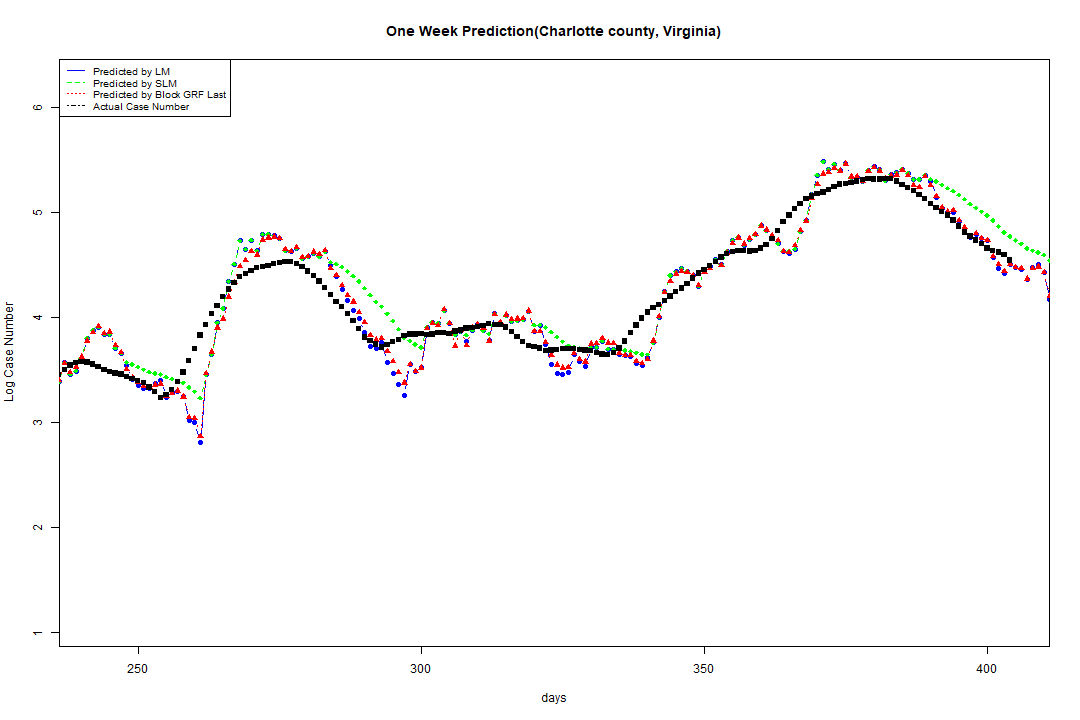 One Week Prediction(Charlotte county, Virginia)
Predicted by LM
Predicted by SLM
Predicted by Block GRF Last
Actual Case Number
6
5
4
3
2
1
Log Case Number
250 300 350 400
days